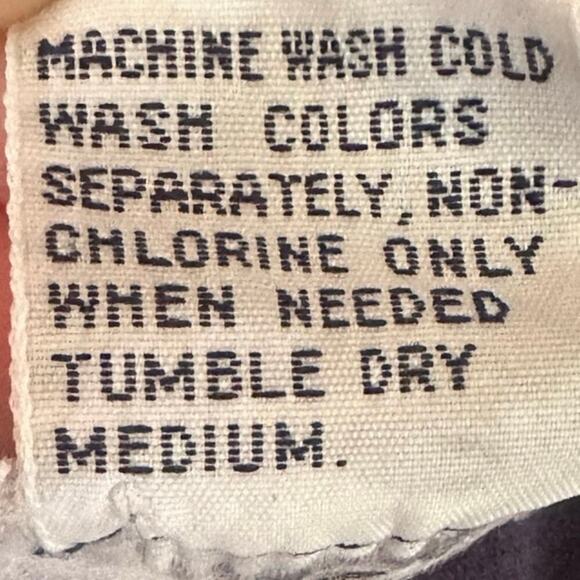 MACHINE WASH COLD
WASH COLORS
SEPARATELY, NON-
CHLORINE ONLY
WHEN NEEDED
TUMBLE DRY
MEDIUM.